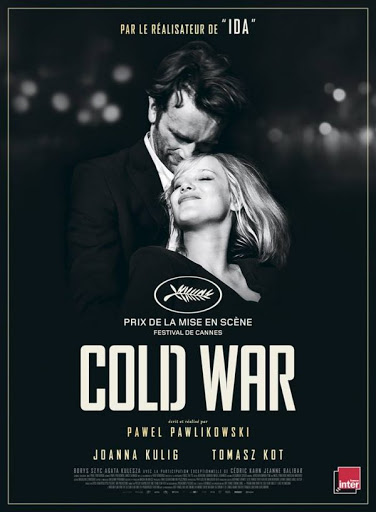 PAR LE RÉALISATEUR DE "IDA"
PRIX DE LA MISE EN SCÈNE
FESTIVAL DE CANNES
COLD WAR
écrit et réalisé par
PAWEL PAWLIKOWSKI
JOANNA KULIG TOMASZ KOT
BORYS SZYC AGATA KULESZA AVEC LA PARTICIPATION EXCEPTIONNELLE DE CÉDRIC KAHN JEANNE BALIBAR
france
inter